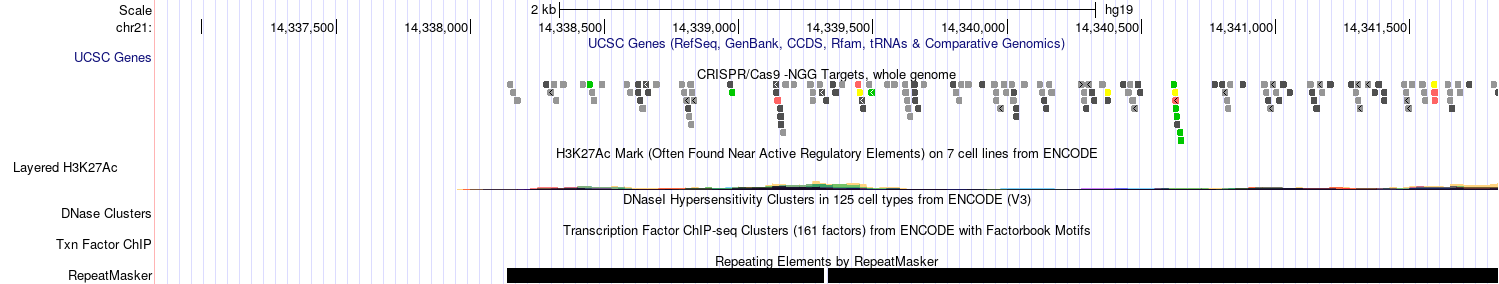 Scale 2 kb hg19
chr21: 14,337,500 14,338,000 14,338,500 14,339,000 14,339,500 14,340,000 14,340,500 14,341,000 14,341,500
UCSC Genes (RefSeq, GenBank, CCDS, Rfam, tRNAs & Comparative Genomics)
UCSC Genes
CRISPR/Cas9 -NGG Targets, whole genome
H3K27Ac Mark (Often Found Near Active Regulatory Elements) on 7 cell lines from ENCODE
Layered H3K27Ac
DNaseI Hypersensitivity Clusters in 125 cell types from ENCODE (V3)
DNase Clusters
Transcription Factor ChIP-seq Clusters (161 factors) from ENCODE with Factorbook Motifs
Txn Factor ChIP
Repeating Elements by RepeatMasker
RepeatMasker